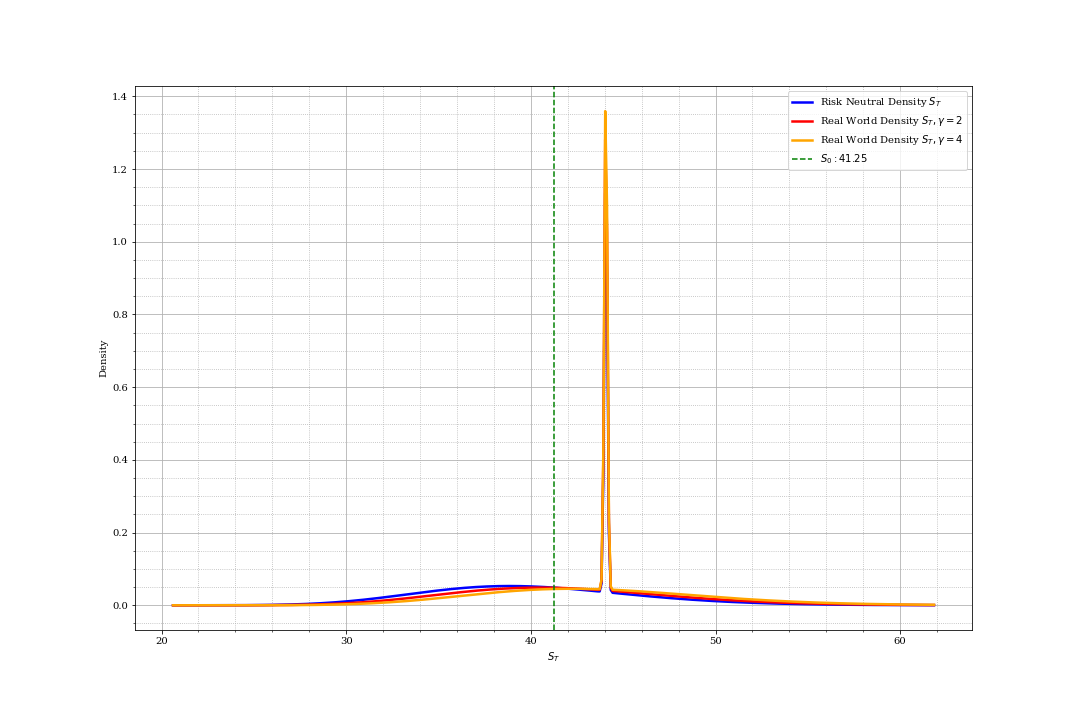 Risk Neutral Density S_T
Real World Density S_T, γ = 2
Real World Density S_T, γ = 4
S_0 : 41.25
1.4
1.2
1.0
0.8
0.6
0.4
0.2
0.0
Density
20 30 40 50 60
S_T